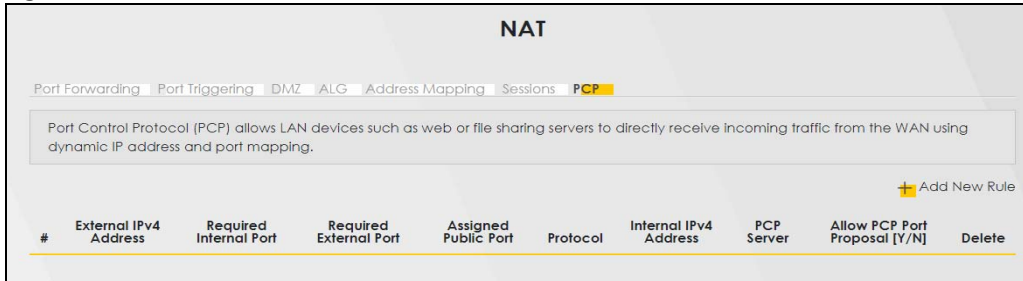 NAT
Port Forwarding Port Triggering DMZ ALG Address Mapping Sessions PCP
Port Control Protocol (PCP) allows LAN devices such as web or file sharing servers to directly receive incoming traffic from the WAN using
dynamic IP address and port mapping.
+ Add New Rule
# External IPv4 Address Required Internal Port Required External Port Assigned Public Port Protocol Internal IPv4 Address PCP Server Allow PCP Port Proposal [Y/N] Delete